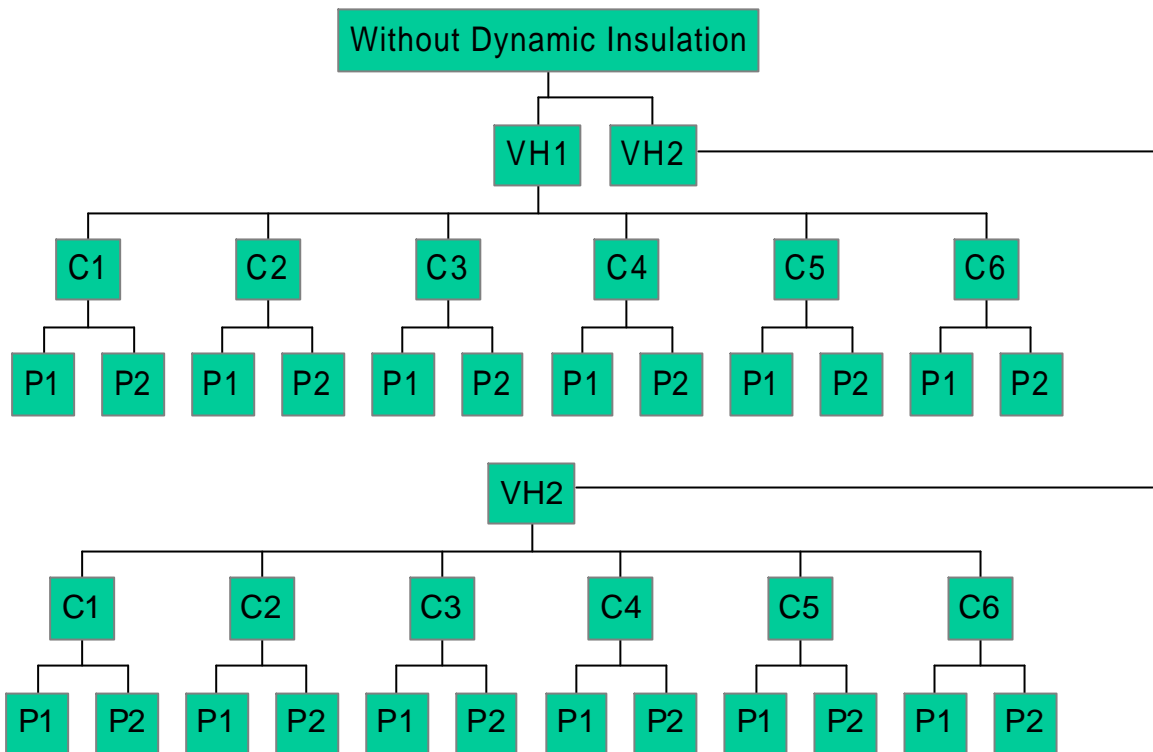 Without Dynamic Insulation
VH1 VH2
C1 C2 C3 C4 C5 C6
P1 P2 P1 P2 P1 P2 P1 P2 P1 P2 P1 P2
VH2
C1 C2 C3 C4 C5 C6
P1 P2 P1 P2 P1 P2 P1 P2 P1 P2 P1 P2